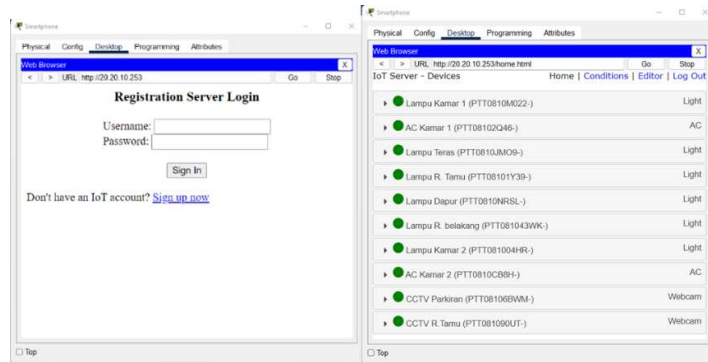 Smartphone
Physical Config Desktop Programming Attributes
Web Browser X
< > URL http://20.20.10.253 Go Stop
Registration Server Login
Username:
Password:
Sign In
Don't have an IoT account? Sign up now
Top
Smartphone
Physical Config Desktop Programming Attributes
Web Browser X
< > URL http://20.20.10.253/home.html Go Stop
IoT Server - Devices Home | Conditions | Editor | Log Out
Lampu Kamar 1 (PTT0810M022-) Light
AC Kamar 1 (PTT08102Q46-) AC
Lampu Teras (PTT0810JMO9-) Light
Lampu R. Tamu (PTT08101Y39-) Light
Lampu Dapur (PTT0810NRSL-) Light
Lampu R. belakang (PTT081043WK-) Light
Lampu Kamar 2 (PTT081004HR-) Light
AC Kamar 2 (PTT0810CB8H-) AC
CCTV Parkiran (PTT08106BWM-) Webcam
CCTV R.Tamu (PTT081090UT-) Webcam
Top